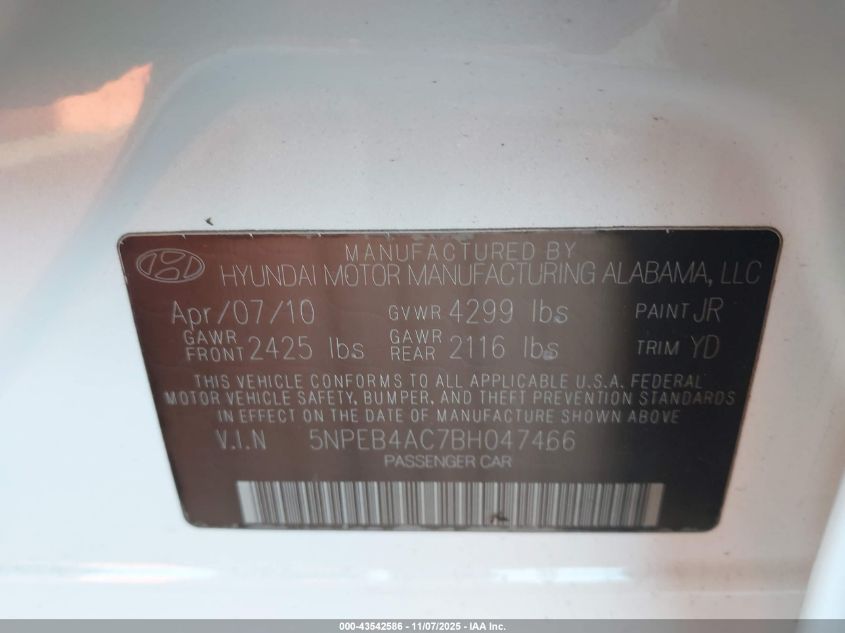 MANUFACTURED BY
HYUNDAI MOTOR MANUFACTURING ALABAMA, LLC
Apr/07/10 GVWR 4299 lbs PAINT JR
GAWR FRONT 2425 lbs GAWR REAR 2116 lbs TRIM YD
THIS VEHICLE CONFORMS TO ALL APPLICABLE U.S.A. FEDERAL
MOTOR VEHICLE SAFETY, BUMPER, AND THEFT PREVENTION STANDARDS
IN EFFECT ON THE DATE OF MANUFACTURE SHOWN ABOVE
V.I.N 5NPEB4AC7BH047466
PASSENGER CAR
000-43542586 - 11/07/2025 - IAA Inc.